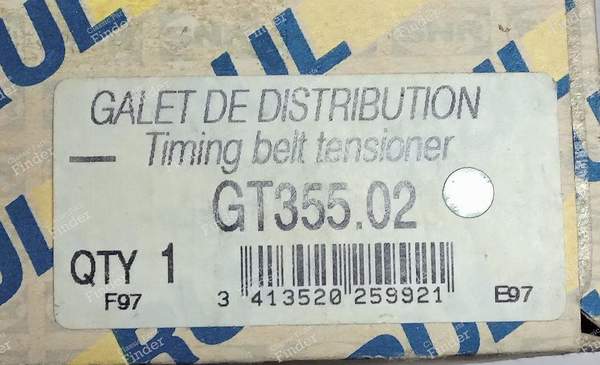 GALET DE DISTRIBUTION
Timing belt tensioner
GT355.02
QTY 1
F97
3 413520 259921
E97